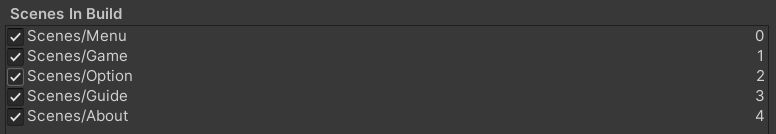 Scenes In Build
Scenes/Menu 0
Scenes/Game 1
Scenes/Option 2
Scenes/Guide 3
Scenes/About 4